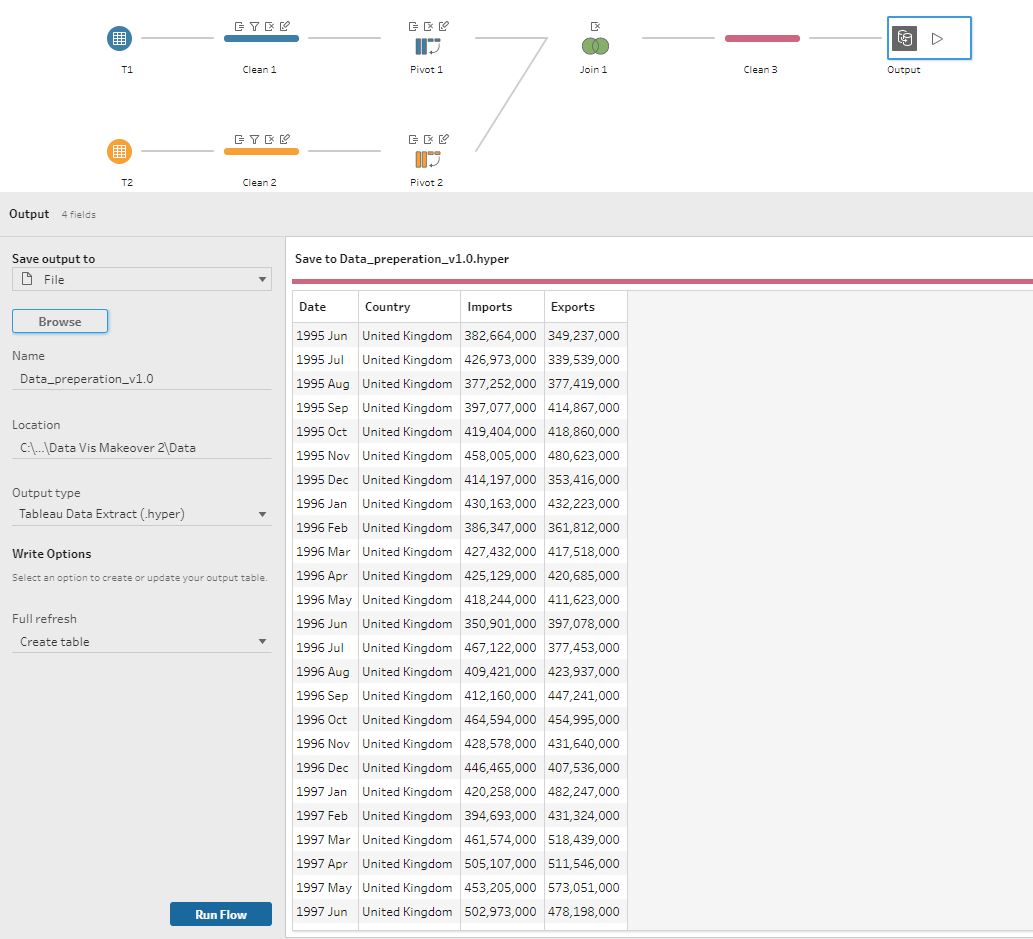 T1
Clean 1
Pivot 1
Join 1
Clean 3
Output
T2
Clean 2
Pivot 2
Output 4 fields
Save output to
File
Browse
Name
Data_preperation_v1.0
Location
C:\...\Data Vis Makeover 2\Data
Output type
Tableau Data Extract (.hyper)
Write Options
Select an option to create or update your output table.
Full refresh
Create table
Run Flow
Save to Data_preperation_v1.0.hyper
Date Country Imports Exports
1995 Jun United Kingdom 382,664,000 349,237,000
1995 Jul United Kingdom 426,973,000 339,539,000
1995 Aug United Kingdom 377,252,000 377,419,000
1995 Sep United Kingdom 397,077,000 414,867,000
1995 Oct United Kingdom 419,404,000 418,860,000
1995 Nov United Kingdom 458,005,000 480,623,000
1995 Dec United Kingdom 414,197,000 353,416,000
1996 Jan United Kingdom 430,163,000 432,223,000
1996 Feb United Kingdom 386,347,000 361,812,000
1996 Mar United Kingdom 427,432,000 417,518,000
1996 Apr United Kingdom 425,129,000 420,685,000
1996 May United Kingdom 418,244,000 411,623,000
1996 Jun United Kingdom 350,901,000 397,078,000
1996 Jul United Kingdom 467,122,000 377,453,000
1996 Aug United Kingdom 409,421,000 423,937,000
1996 Sep United Kingdom 412,160,000 447,241,000
1996 Oct United Kingdom 464,594,000 454,995,000
1996 Nov United Kingdom 428,578,000 431,640,000
1996 Dec United Kingdom 446,465,000 407,536,000
1997 Jan United Kingdom 420,258,000 482,247,000
1997 Feb United Kingdom 394,693,000 431,324,000
1997 Mar United Kingdom 461,574,000 518,439,000
1997 Apr United Kingdom 505,107,000 511,546,000
1997 May United Kingdom 453,205,000 573,051,000
1997 Jun United Kingdom 502,973,000 478,198,000